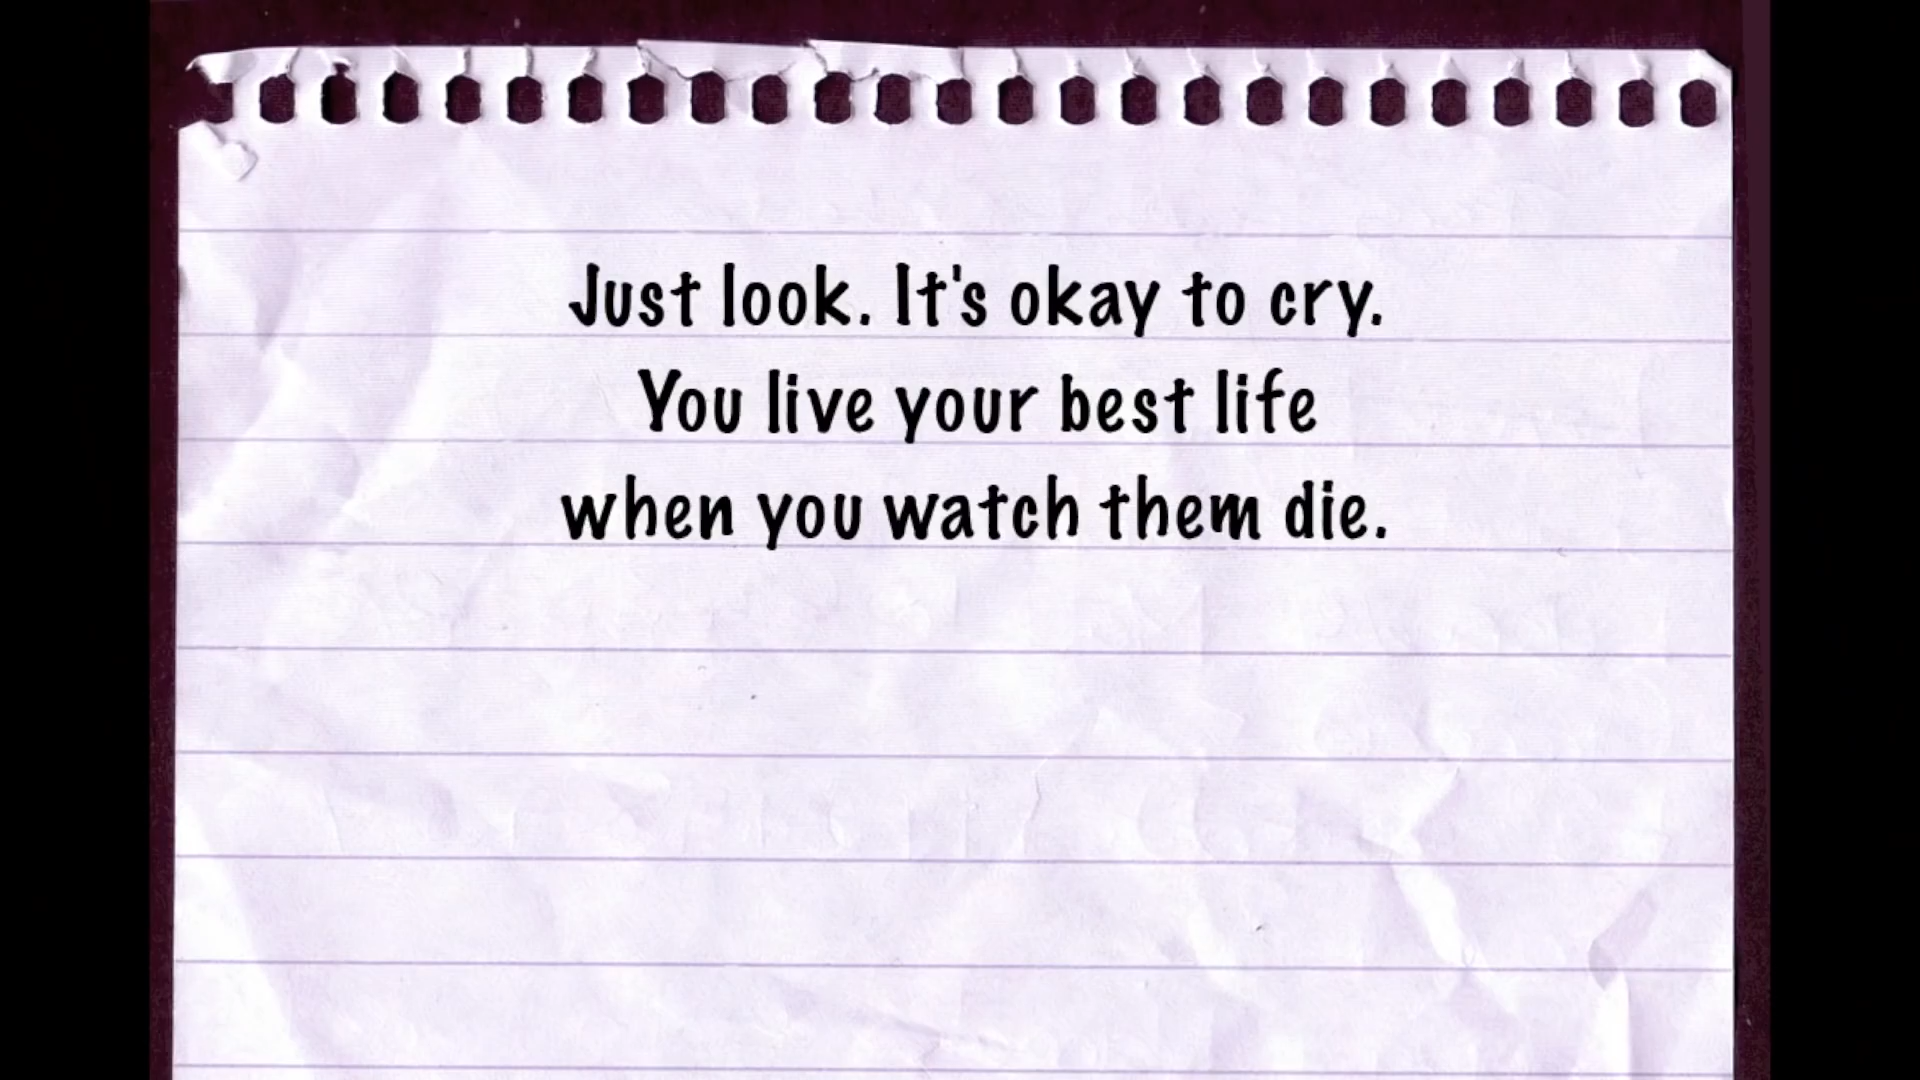 Just look. It's okay to cry.
You live your best life
when you watch them die.